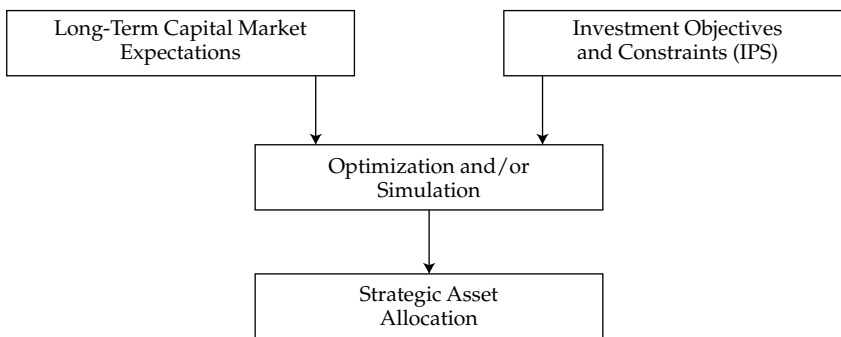 Long-Term Capital Market
Expectations
Investment Objectives
and Constraints (IPS)
Optimization and/or
Simulation
Strategic Asset
Allocation